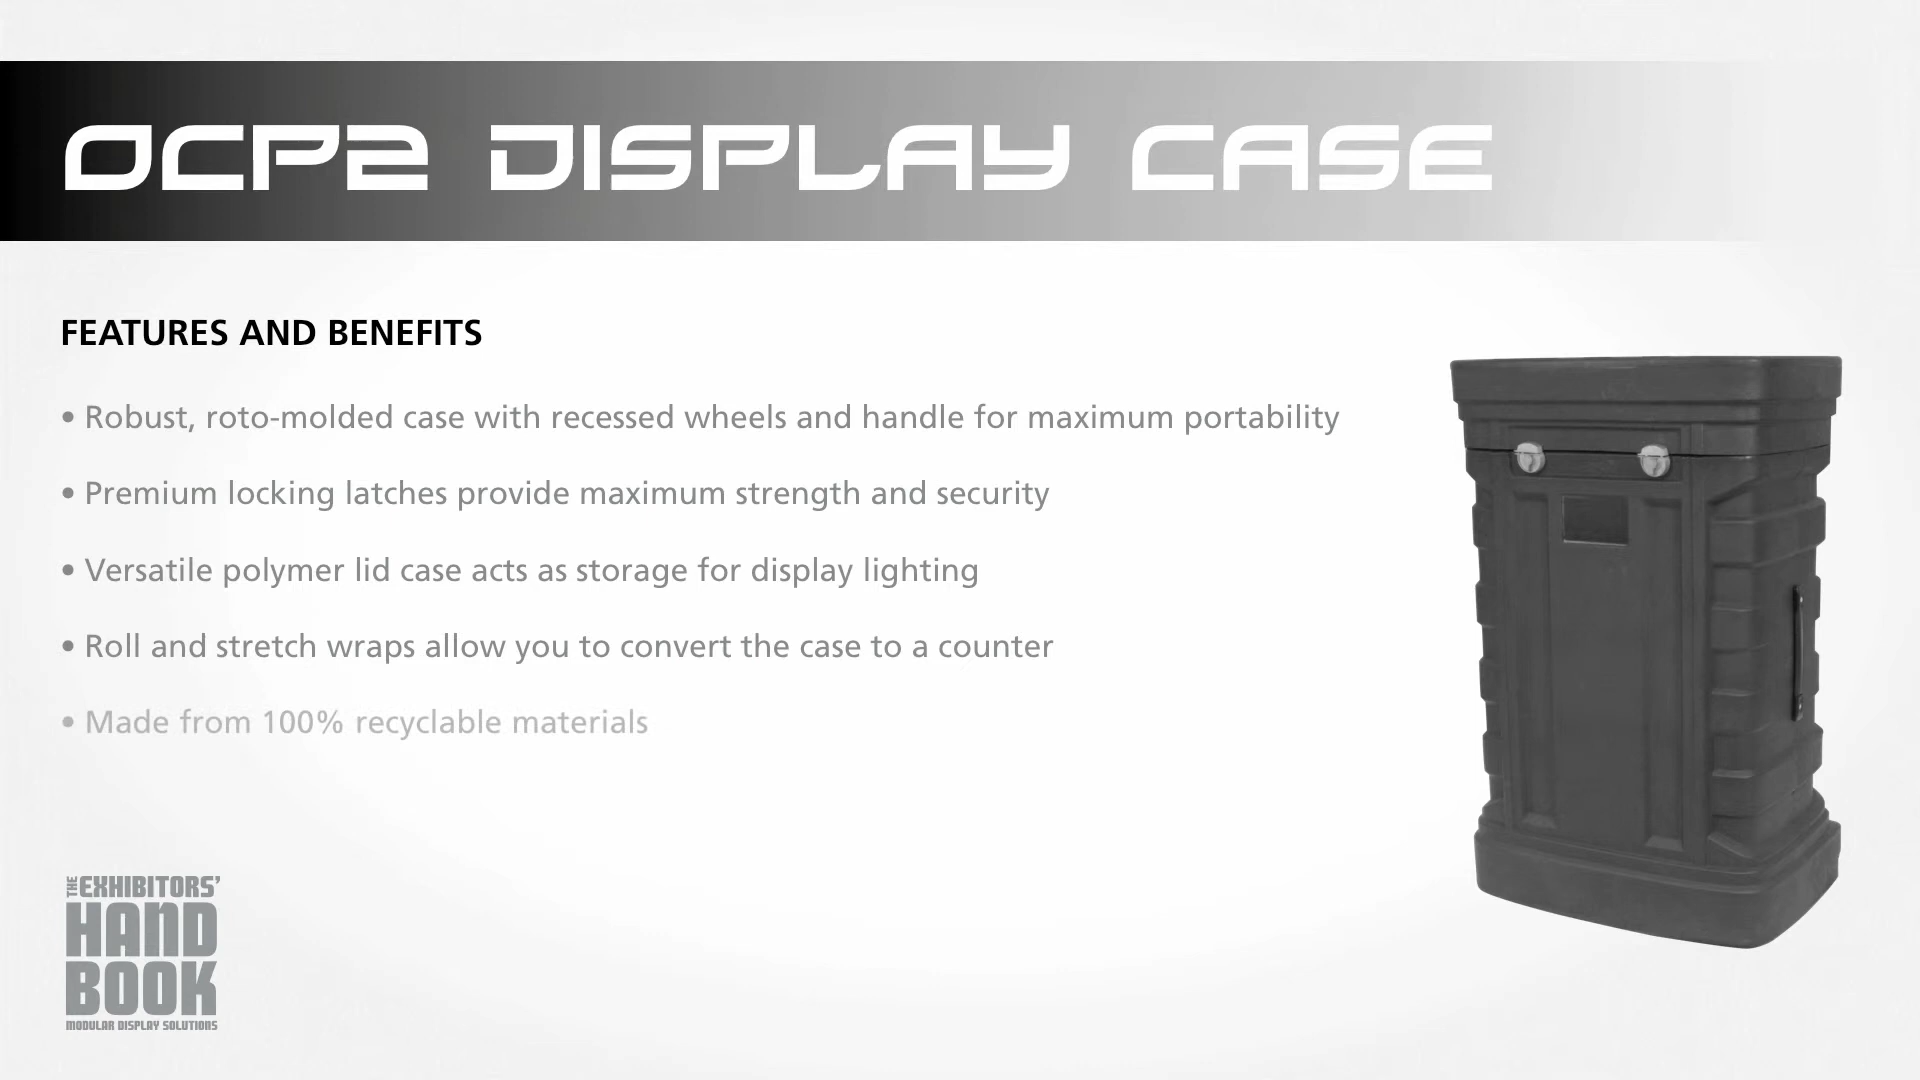 OCP2 DISPLAY CASE
FEATURES AND BENEFITS
• Robust, roto-molded case with recessed wheels and handle for maximum portability
• Premium locking latches provide maximum strength and security
• Versatile polymer lid case acts as storage for display lighting
• Roll and stretch wraps allow you to convert the case to a counter
• Made from 100% recyclable materials
THE EXHIBITORS'
HAND
BOOK
MODULAR DISPLAY SOLUTIONS